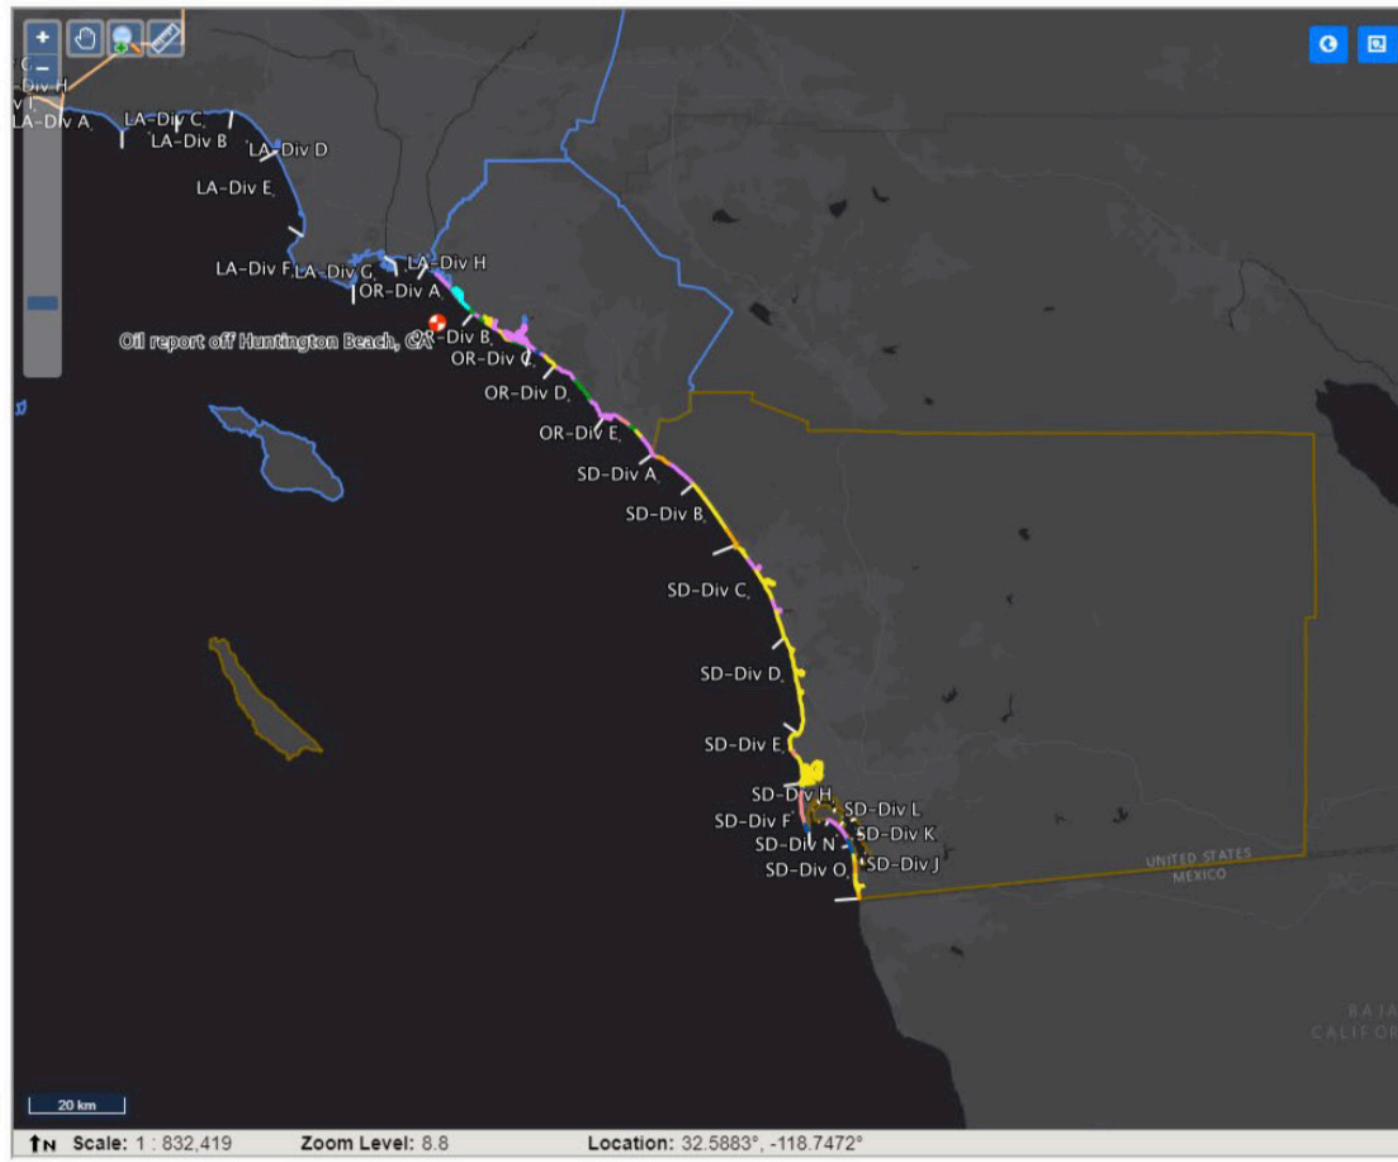 +
−
-Div H
LA-Div A
LA-Div C
LA-Div B
LA-Div D
LA-Div E
LA-Div F
LA-Div G
LA-Div H
OR-Div A
Oil report off Huntington Beach, CA
OR-Div B
OR-Div C
OR-Div D
OR-Div E
SD-Div A
SD-Div B
SD-Div C
SD-Div D
SD-Div E
SD-Div H
SD-Div L
SD-Div F
SD-Div K
SD-Div N
SD-Div J
SD-Div O
UNITED STATES
MEXICO
BAJA
CALIFOR
20 km
N Scale: 1 : 832,419 Zoom Level: 8.8 Location: 32.5883°, -118.7472°